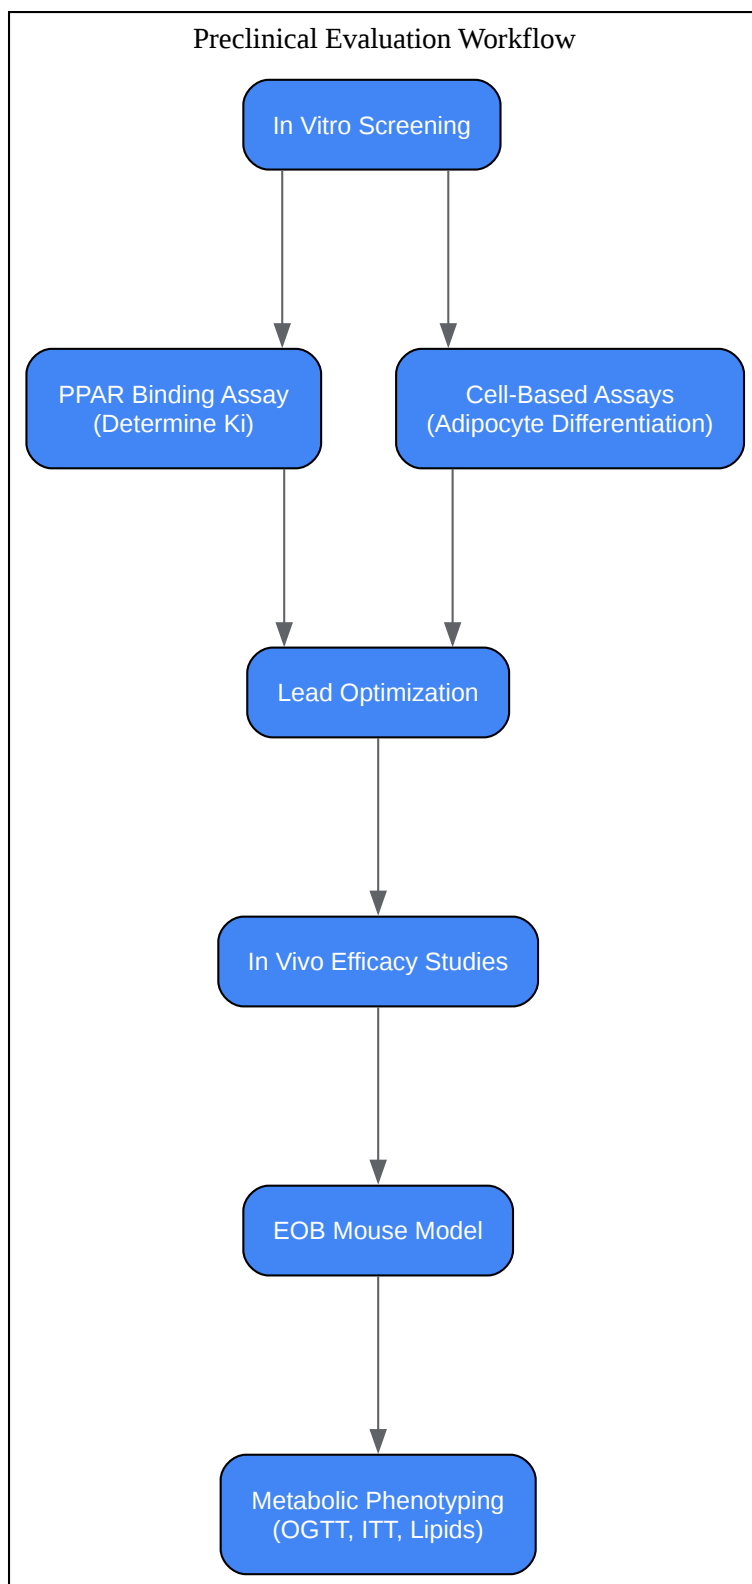 Preclinical Evaluation Workflow
In Vitro Screening
PPAR Binding Assay
(Determine Ki)
Cell-Based Assays
(Adipocyte Differentiation)
Lead Optimization
In Vivo Efficacy Studies
EOB Mouse Model
Metabolic Phenotyping
(OGTT, ITT, Lipids)